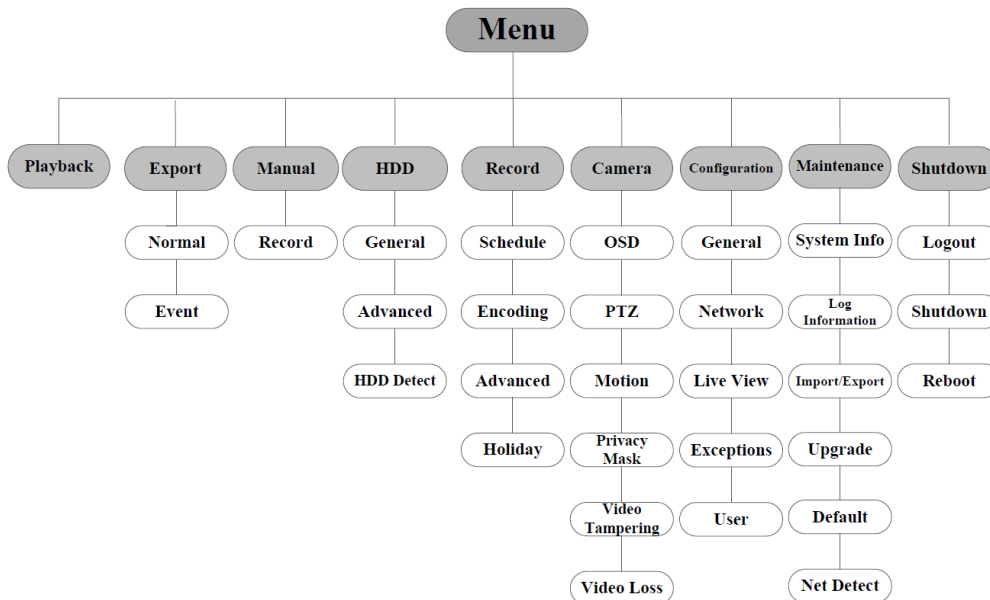 Menu
Playback
Export
Manual
HDD
Record
Camera
Configuration
Maintenance
Shutdown
Normal
Record
General
Schedule
OSD
General
System Info
Logout
Event
Advanced
Encoding
PTZ
Network
Log
Information
Shutdown
HDD Detect
Advanced
Motion
Live View
Import/Export
Reboot
Holiday
Privacy
Mask
Exceptions
Upgrade
Video
Tampering
User
Default
Video Loss
Net Detect